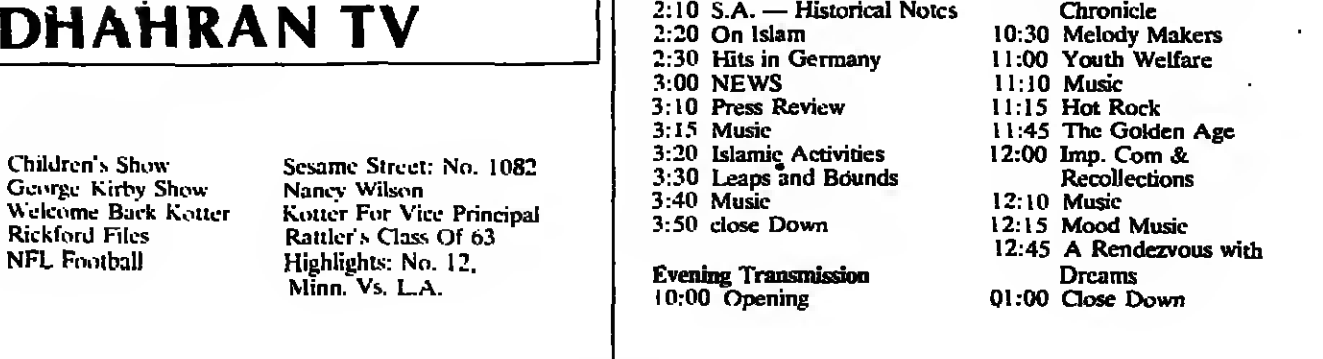 DHAHRAN TV
Children's Show
George Kirby Show
Welcome Back Kotter
Rickford Files
NFL Football
Sesame Street: No. 1082
Nancy Wilson
Kotter For Vice Principal
Rattler's Class Of 63
Highlights: No. 12,
Minn. Vs. L.A.
2:10 S.A. — Historical Notes
2:20 On Islam
2:30 Hits in Germany
3:00 NEWS
3:10 Press Review
3:15 Music
3:20 Islamic Activities
3:30 Leaps and Bounds
3:40 Music
3:50 close Down
Evening Transmission
10:00 Opening
Chronicle
10:30 Melody Makers
11:00 Youth Welfare
11:10 Music
11:15 Hot Rock
11:45 The Golden Age
12:00 Imp. Com &
Recollections
12:10 Music
12:15 Mood Music
12:45 A Rendezvous with
Dreams
01:00 Close Down